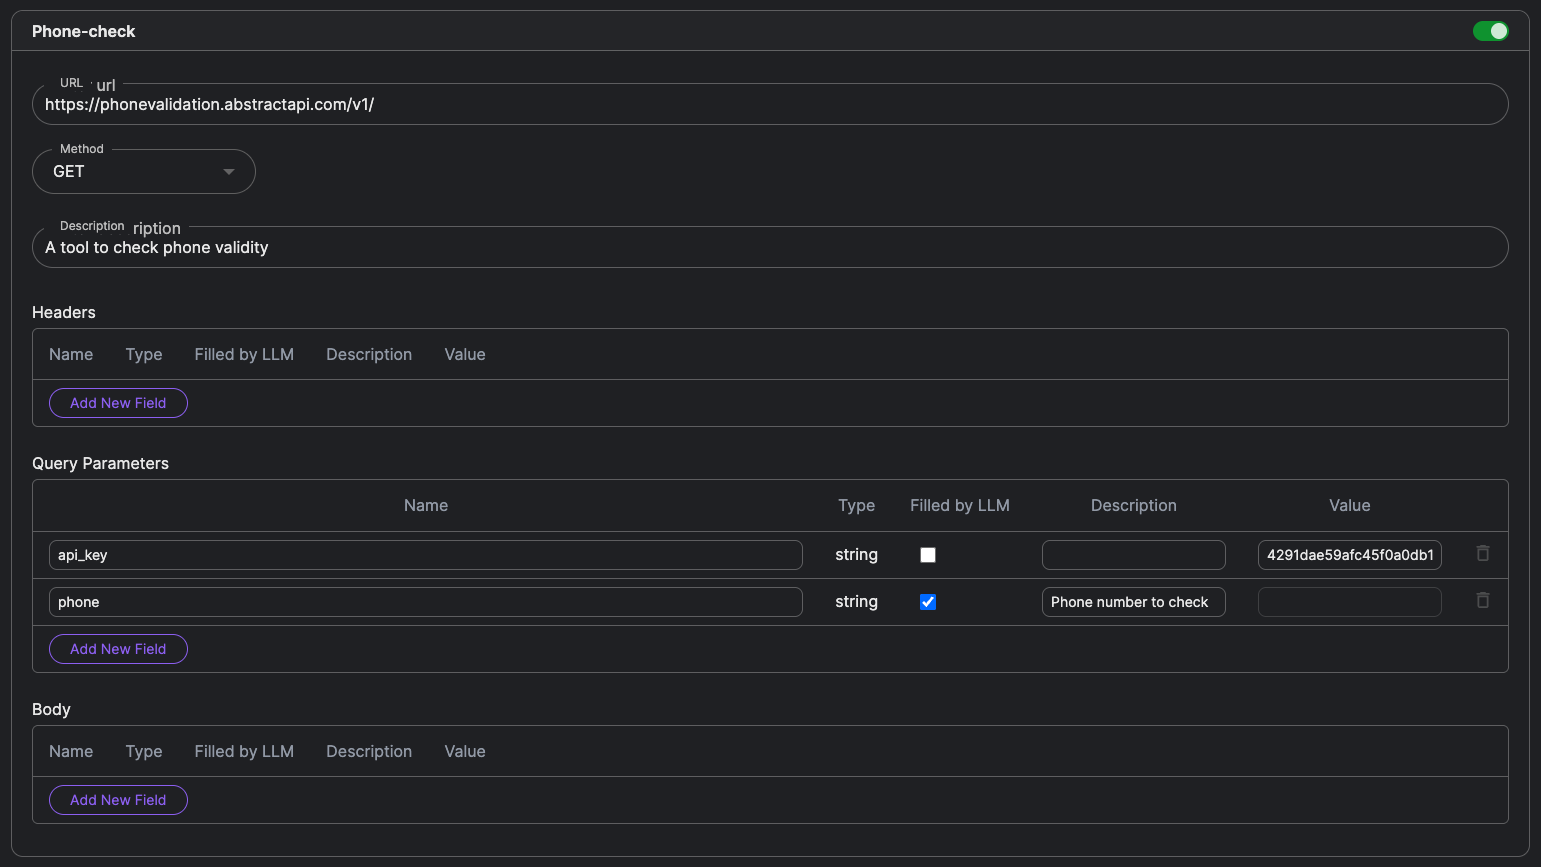 Phone-check
URL url
https://phonevalidation.abstractapi.com/v1/
Method
GET
Description ription
A tool to check phone validity
Headers
Name Type Filled by LLM Description Value
Add New Field
Query Parameters
Name Type Filled by LLM Description Value
api_key string 4291dae59afc45f0a0db1
phone string Phone number to check
Add New Field
Body
Name Type Filled by LLM Description Value
Add New Field